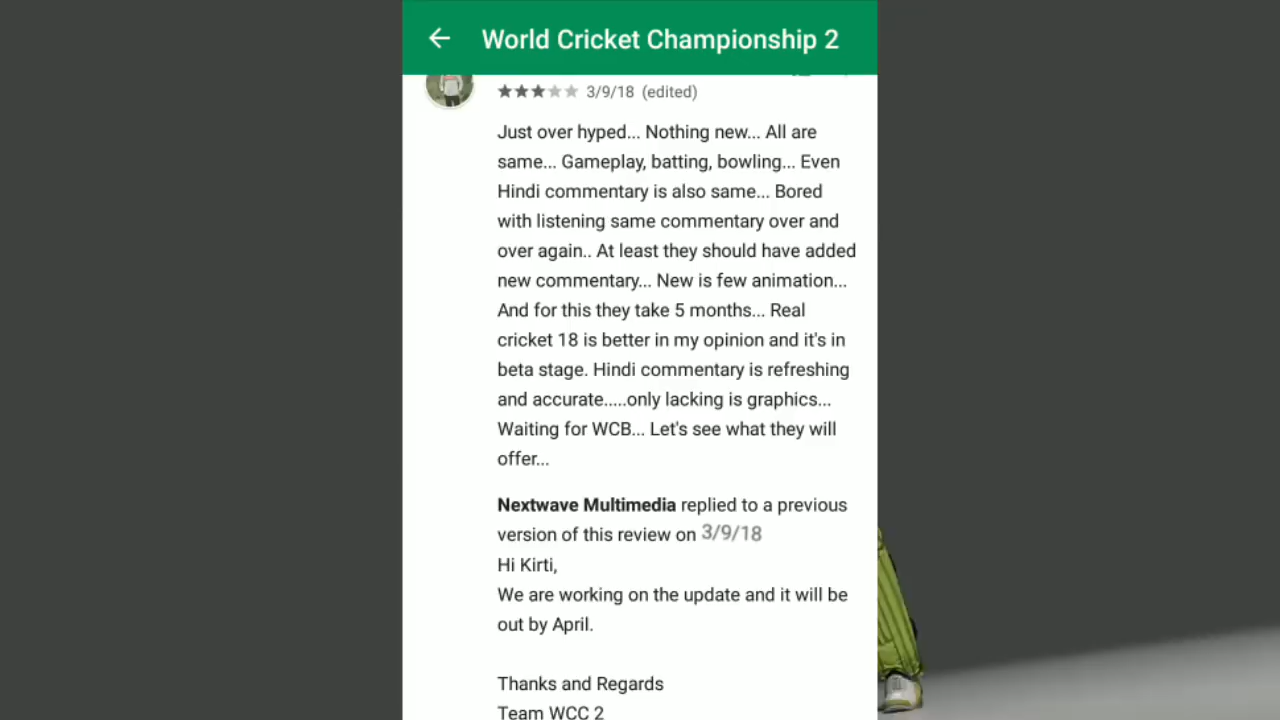 World Cricket Championship 2
3/9/18 (edited)
Just over hyped... Nothing new... All are
same... Gameplay, batting, bowling... Even
Hindi commentary is also same... Bored
with listening same commentary over and
over again.. At least they should have added
new commentary... New is few animation...
And for this they take 5 months... Real
cricket 18 is better in my opinion and it's in
beta stage. Hindi commentary is refreshing
and accurate.....only lacking is graphics...
Waiting for WCB... Let's see what they will
offer...
Nextwave Multimedia replied to a previous
version of this review on 3/9/18
Hi Kirti,
We are working on the update and it will be
out by April.
Thanks and Regards
Team WCC 2